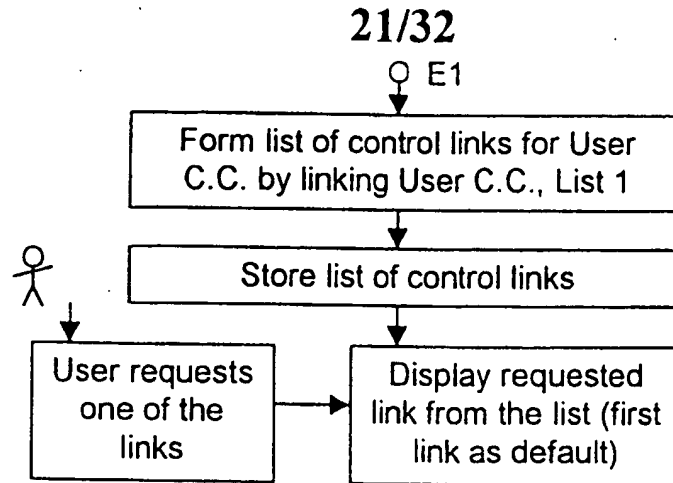 21/32
E1
Form list of control links for User
C.C. by linking User C.C., List 1
Store list of control links
User requests
one of the
links
Display requested
link from the list (first
link as default)